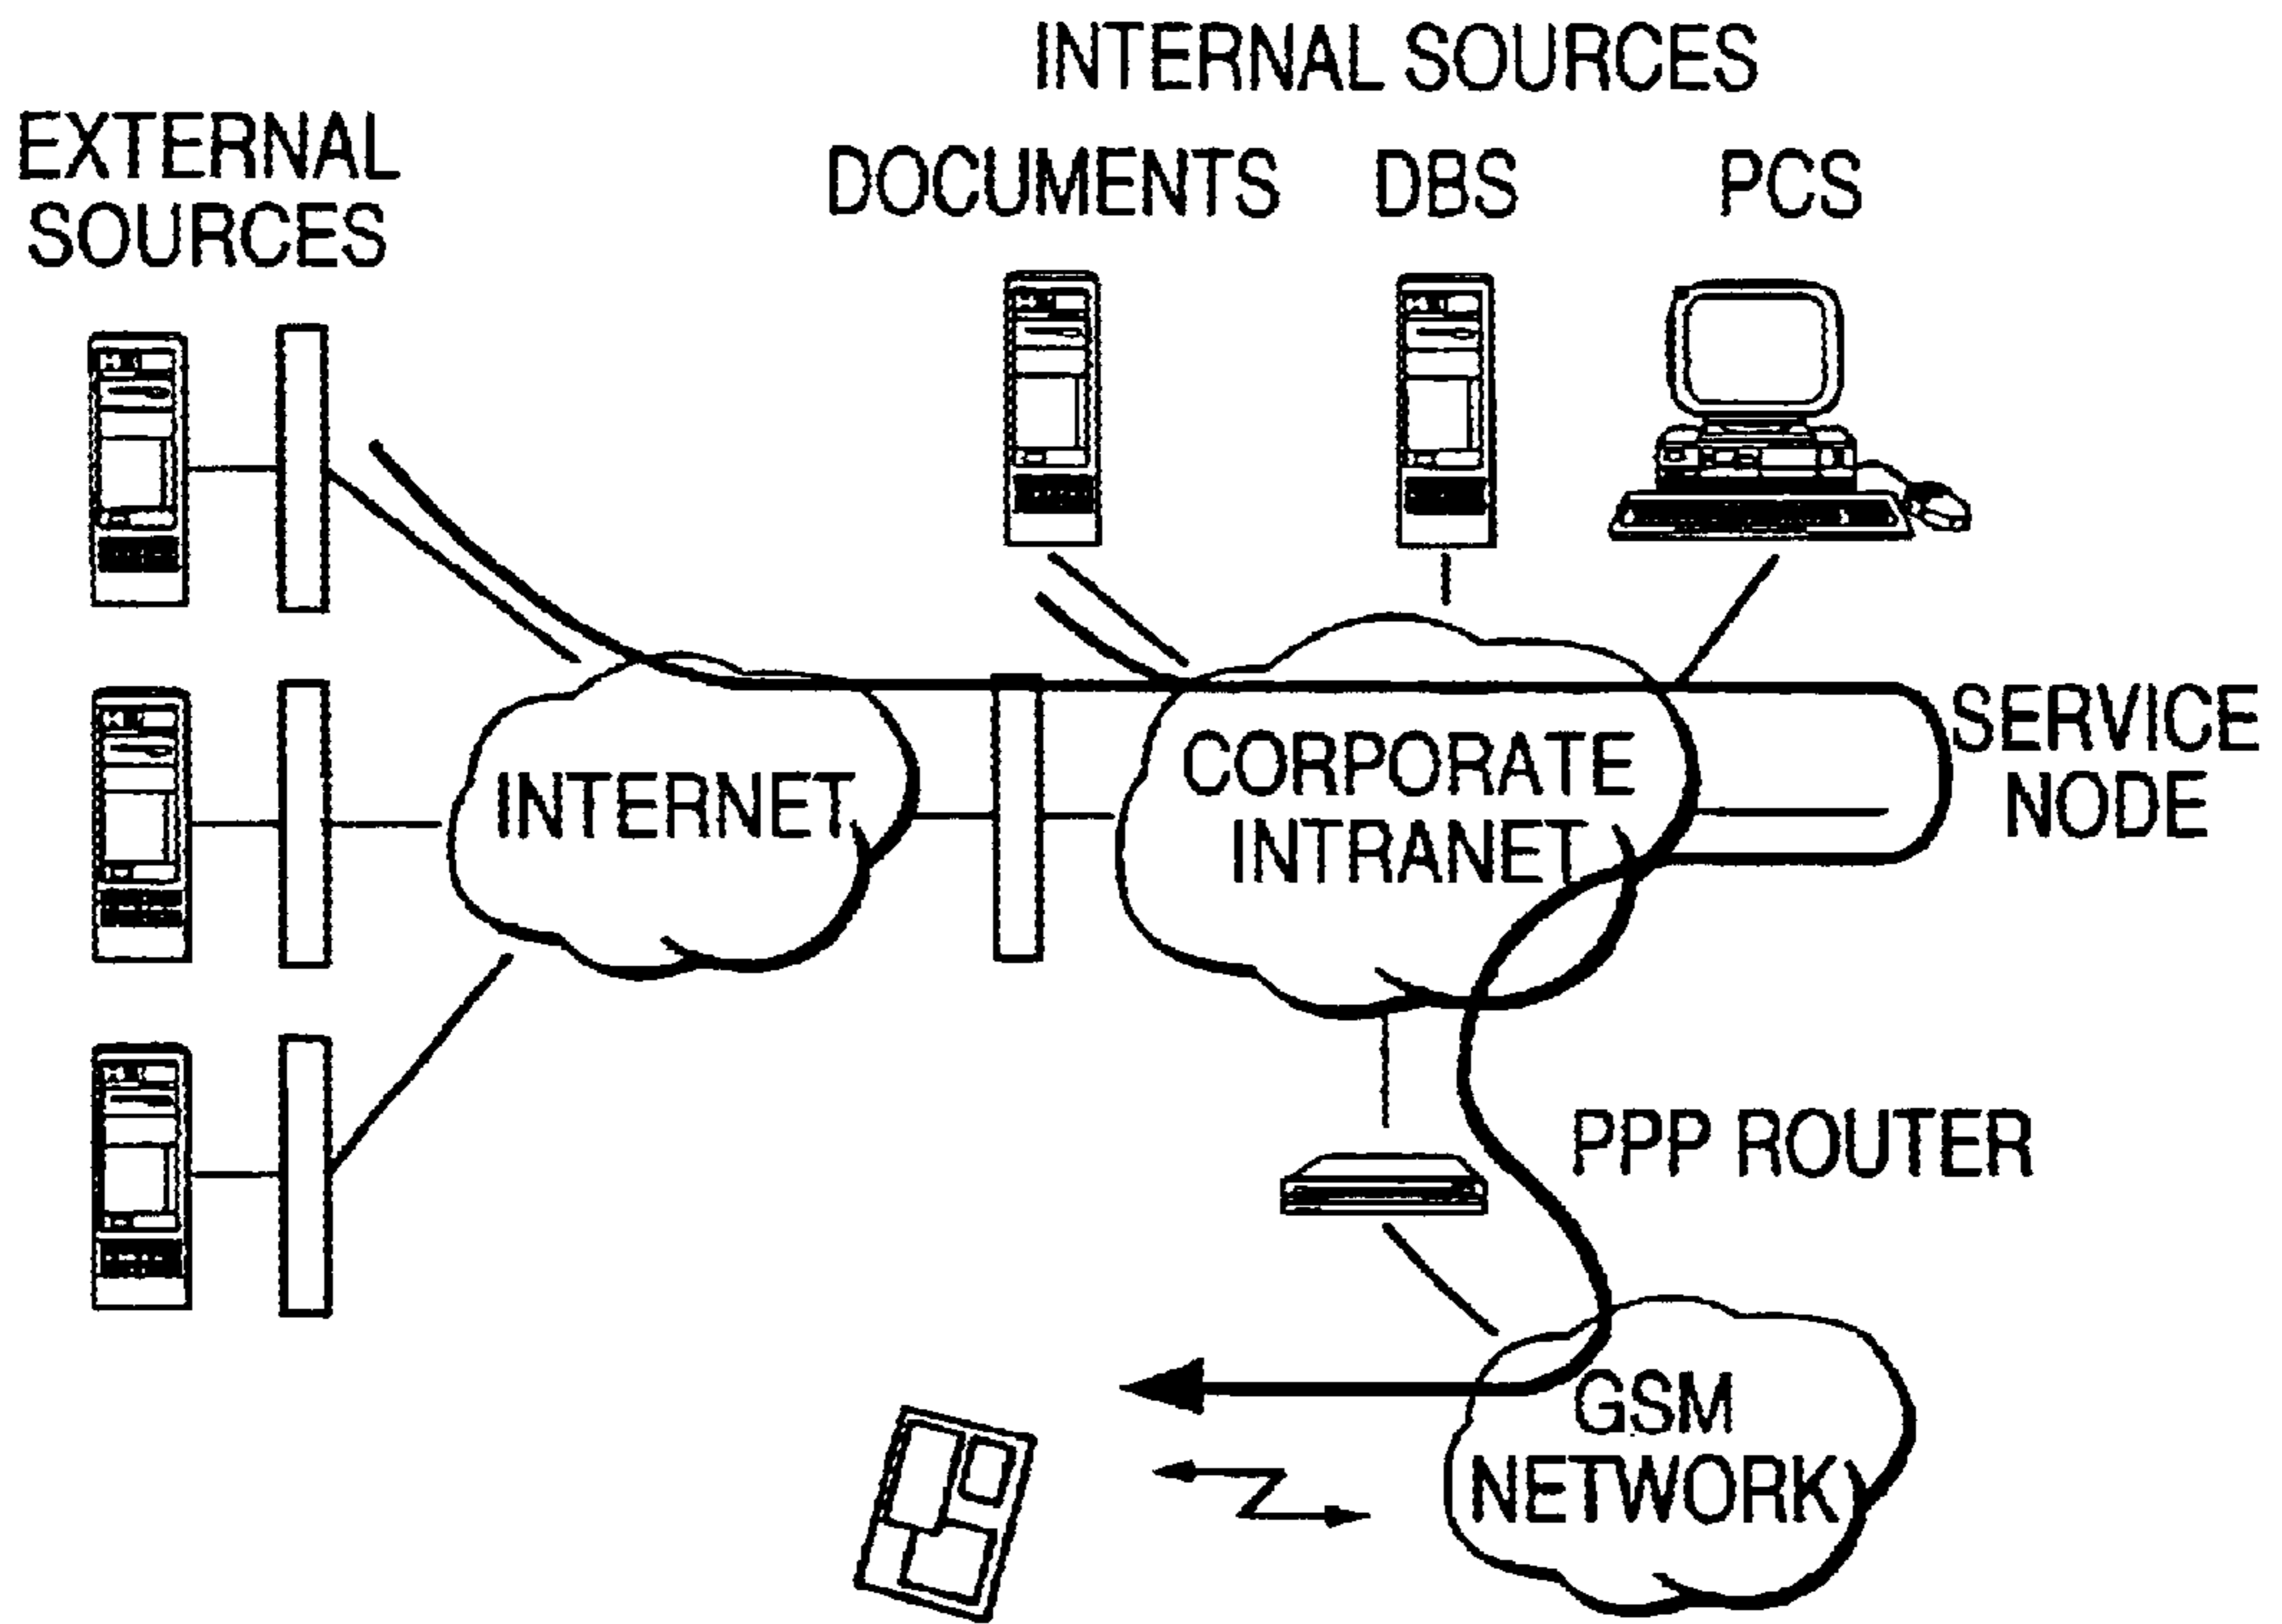 INTERNAL SOURCES
EXTERNAL
SOURCES
DOCUMENTS DBS PCS
SERVICE
NODE
INTERNET
CORPORATE
INTRANET
PPP ROUTER
GSM
NETWORK